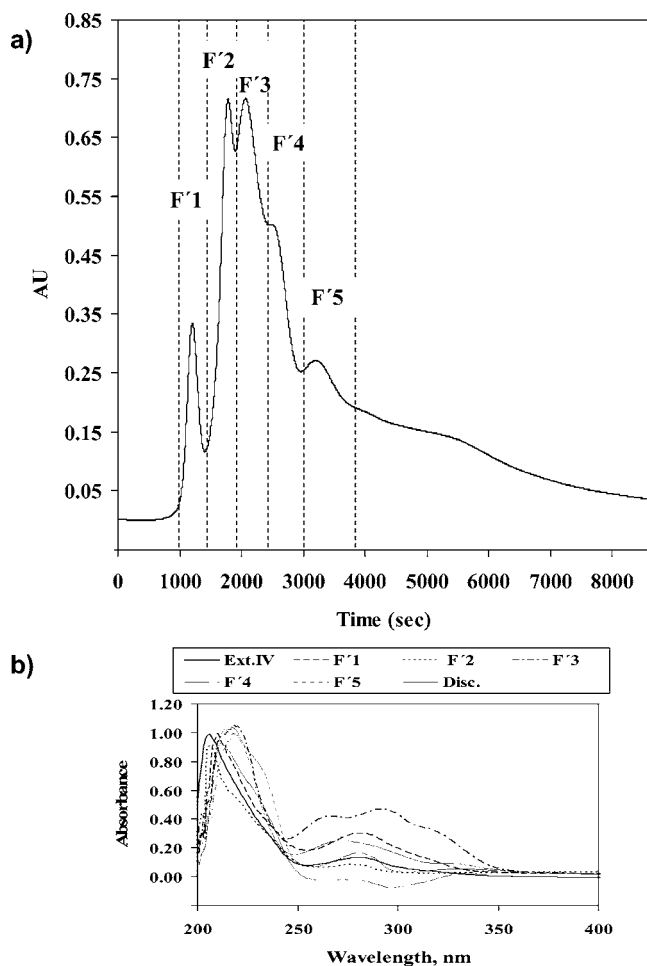 a)
0.85
0.75
0.65
0.55
0.45
0.35
0.25
0.15
0.05
AU
F´1
F´2
F´3
F´4
F´5
0 1000 2000 3000 4000 5000 6000 7000 8000
Time (sec)
b)
Ext.IV F´1 F´2 F´3
F´4 F´5 Disc.
1.20
1.00
0.80
0.60
0.40
0.20
0.00
Absorbance
200 250 300 350 400
Wavelength, nm